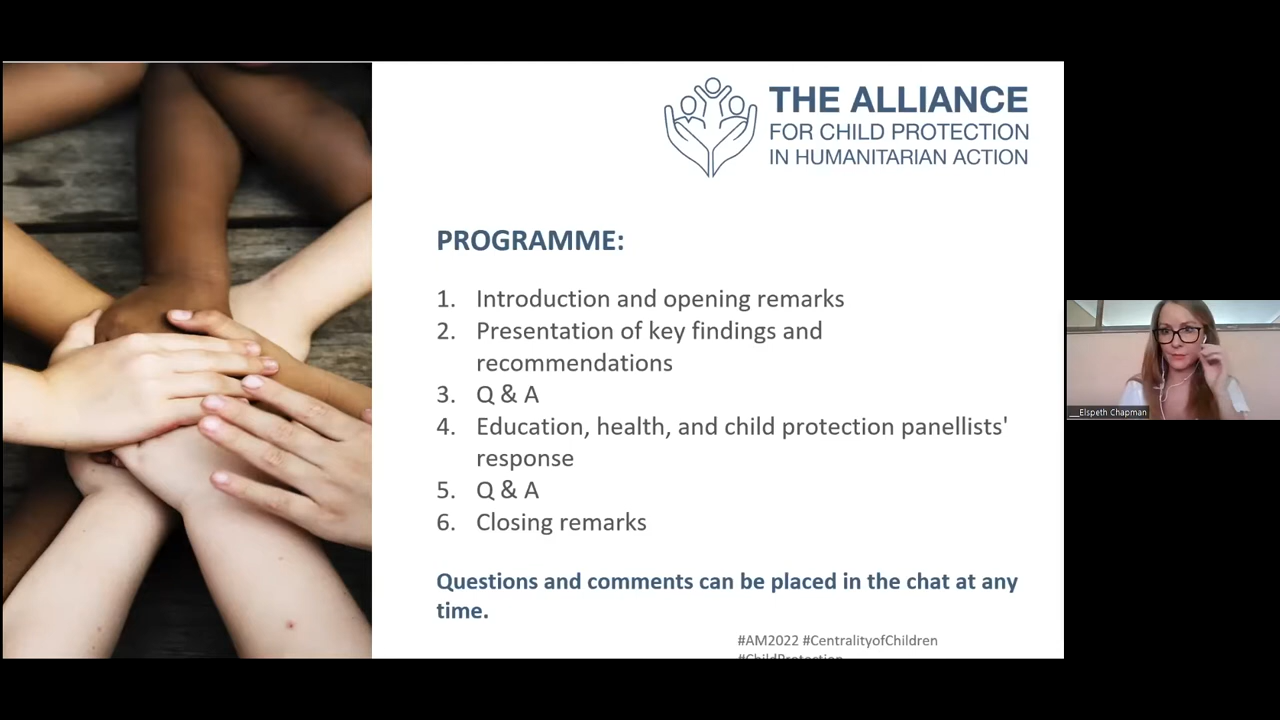 THE ALLIANCE
FOR CHILD PROTECTION
IN HUMANITARIAN ACTION
PROGRAMME:
1. Introduction and opening remarks
2. Presentation of key findings and
recommendations
3. Q & A
4. Education, health, and child protection panellists'
response
5. Q & A
6. Closing remarks
Questions and comments can be placed in the chat at any
time.
#AM2022 #CentralityofChildren
#ChildProtection
__Elspeth Chapman